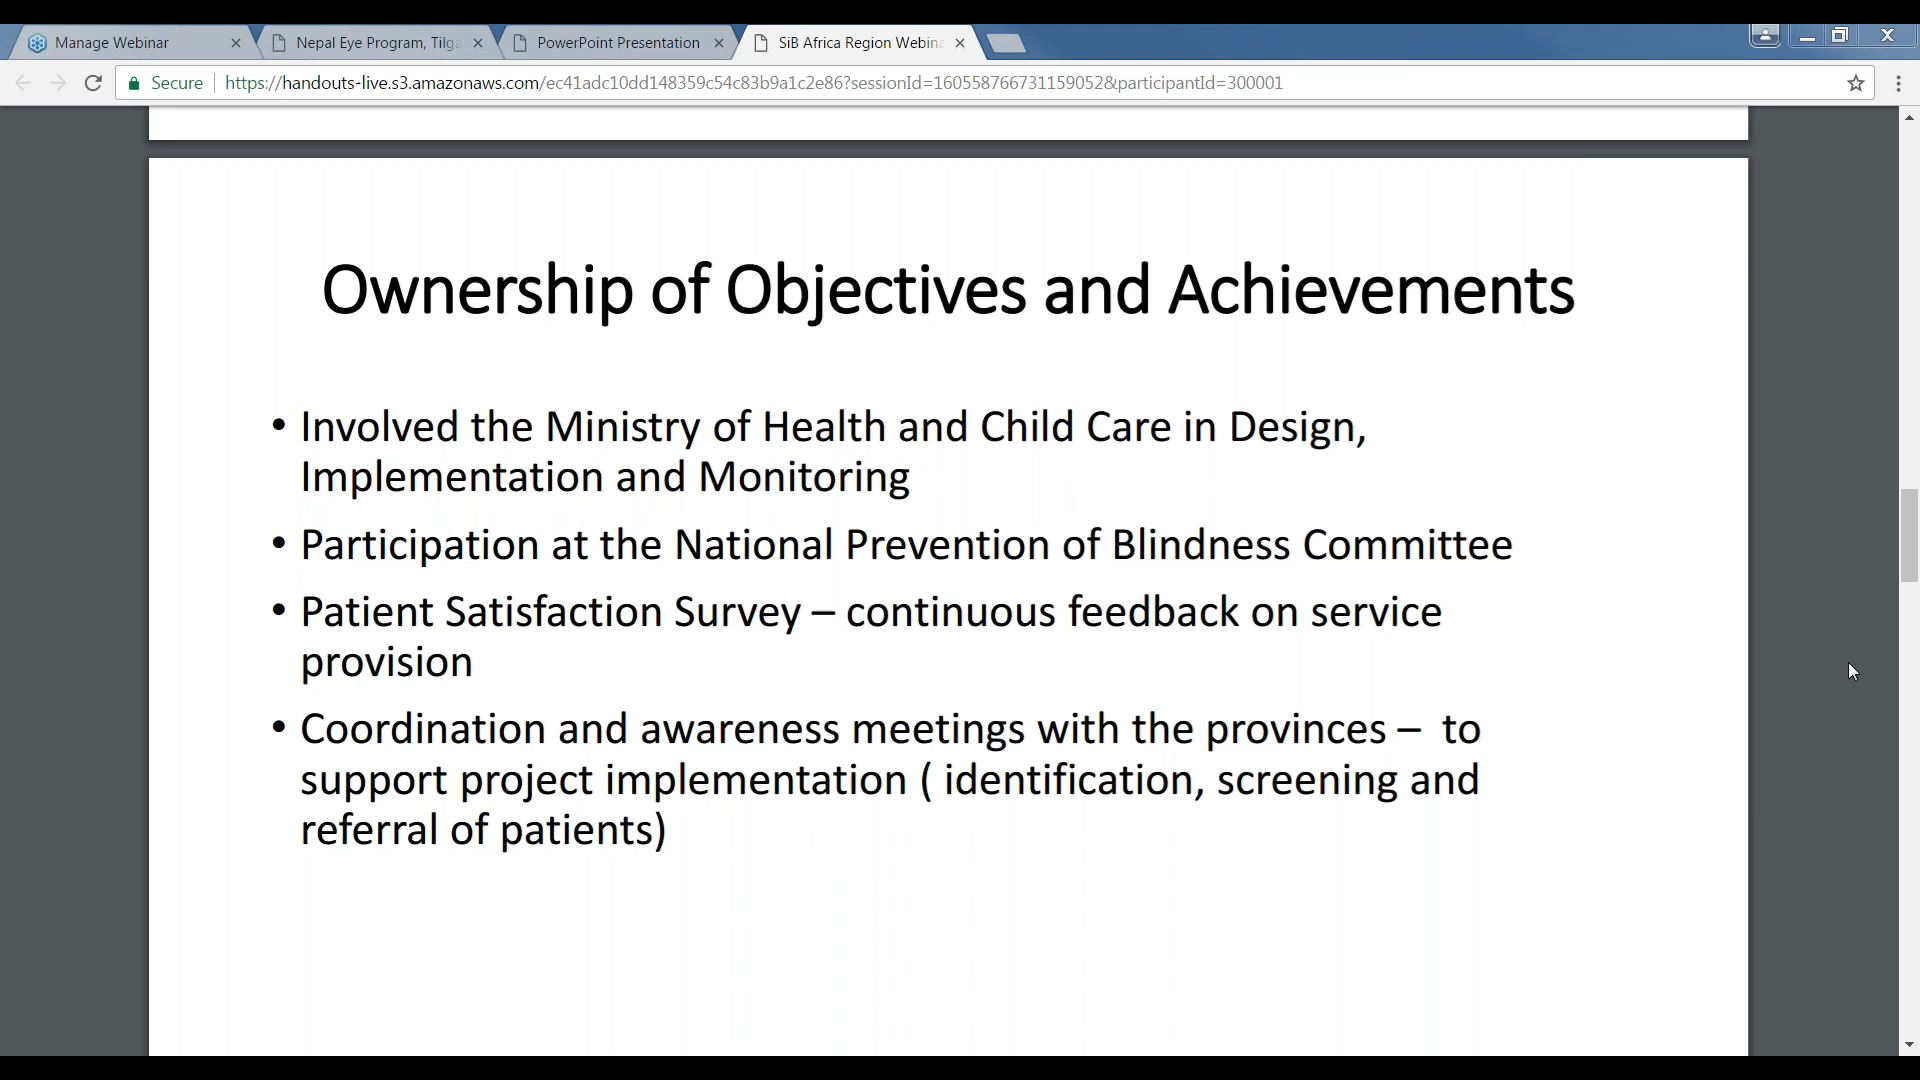 Manage Webinar
Nepal Eye Program, Tilga
PowerPoint Presentation
SiB Africa Region Webina
Secure
https://handouts-live.s3.amazonaws.com/ec41adc10dd148359c54c83b9a1c2e86?sessionId=1605587667311590528&participantId=300001
Ownership of Objectives and Achievements
• Involved the Ministry of Health and Child Care in Design,
Implementation and Monitoring
• Participation at the National Prevention of Blindness Committee
• Patient Satisfaction Survey – continuous feedback on service
provision
• Coordination and awareness meetings with the provinces – to
support project implementation ( identification, screening and
referral of patients)